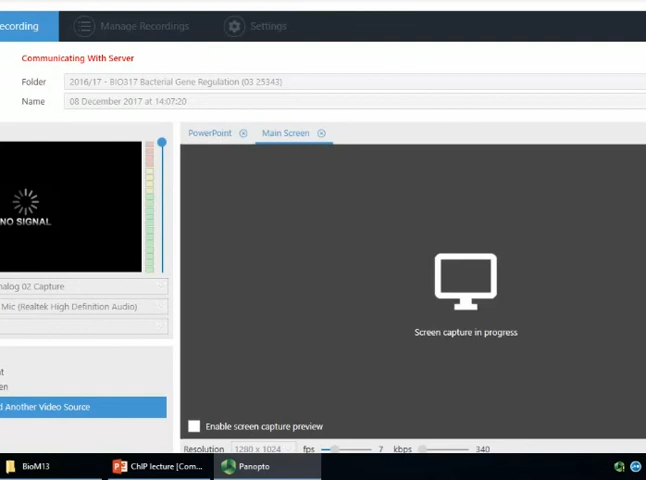 ecording Manage Recordings Settings
Communicating With Server
Folder 2016/17 - BIO317 Bacterial Gene Regulation (03 25343)
Name 08 December 2017 at 14:07:20
PowerPoint Main Screen
NO SIGNAL
nalog 02 Capture
Mic (Realtek High Definition Audio)
Screen capture in progress
nt
en
d Another Video Source
Enable screen capture preview
Resolution 1280 x 1024 fps 7 kbps 340
BioM13 ChIP lecture [Com... Panopto